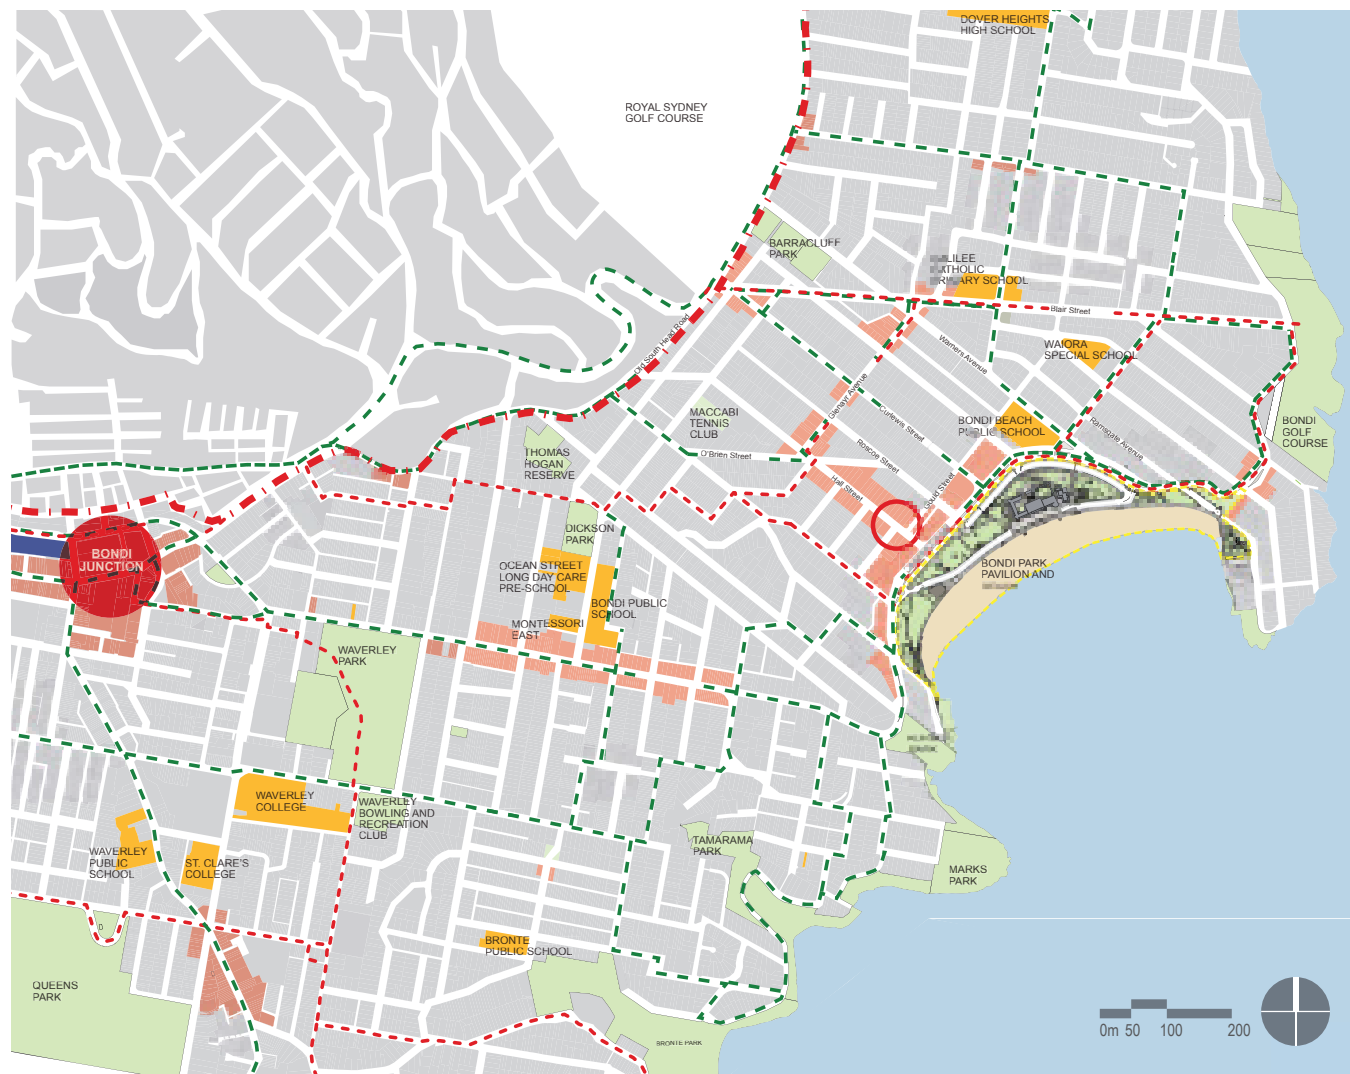 DOVER HEIGHTS
HIGH SCHOOL
ROYAL SYDNEY
GOLF COURSE
BARRACLUFF
PARK
SCHOOL
Blair Street
Old South Head Road
Warners Avenue
WAIORA
SPECIAL SCHOOL
Glenayr Avenue
MACCABI
TENNIS
CLUB
Curlewis Street
BONDI BEACH
PUBLIC SCHOOL
Ramsgate Avenue
BONDI
GOLF
COURSE
O'Brien Street
Roscoe Street
THOMAS
HOGAN
RESERVE
Hall Street
Street
DICKSON
PARK
BONDI
JUNCTION
OCEAN STREET
LONG DAY CARE
PRE-SCHOOL
BONDI PARK
PAVILION AND
BONDI PUBLIC
SCHOOL
MONTESSORI
EAST
WAVERLEY
PARK
WAVERLEY
COLLEGE
WAVERLEY
BOWLING AND
RECREATION
CLUB
WAVERLEY
PUBLIC
SCHOOL
ST. CLARE'S
COLLEGE
TAMARAMA
PARK
MARKS
PARK
BRONTE
PUBLIC SCHOOL
QUEENS
PARK
BRONTE PARK
0m 50 100 200